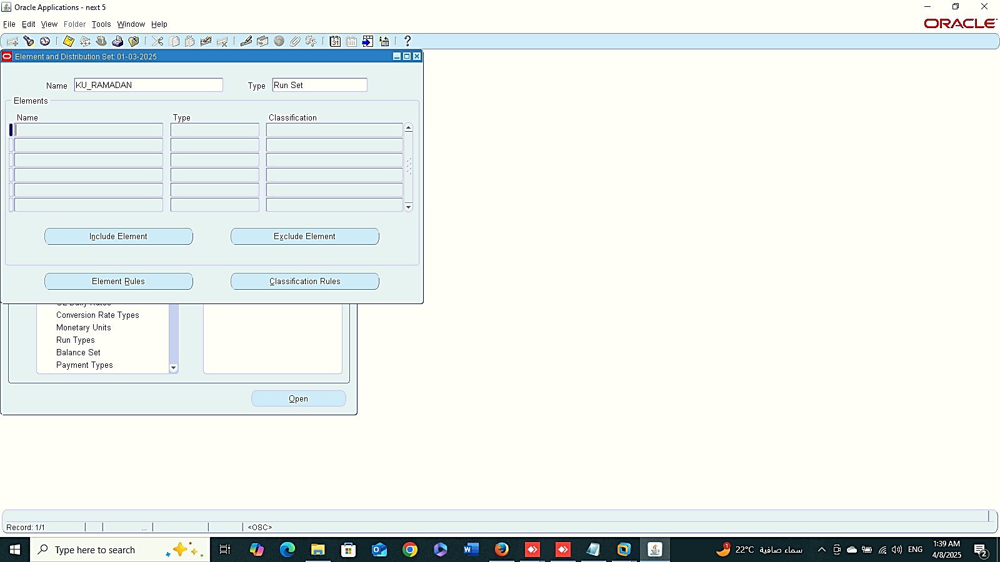 Oracle Applications - next 5
File Edit View Folder Tools Window Help
ORACLE
31
?
Element and Distribution Set: 01-03-2025
Name KU_RAMADAN Type Run Set
Elements
Name Type Classification
Include Element Exclude Element
Element Rules Classification Rules
Conversion Rate Types
Monetary Units
Run Types
Balance Set
Payment Types
Open
Record: 1/1 ... <OSC>
Type here to search
22°C سماء صافية
ENG
1:39 AM
4/8/2025
2